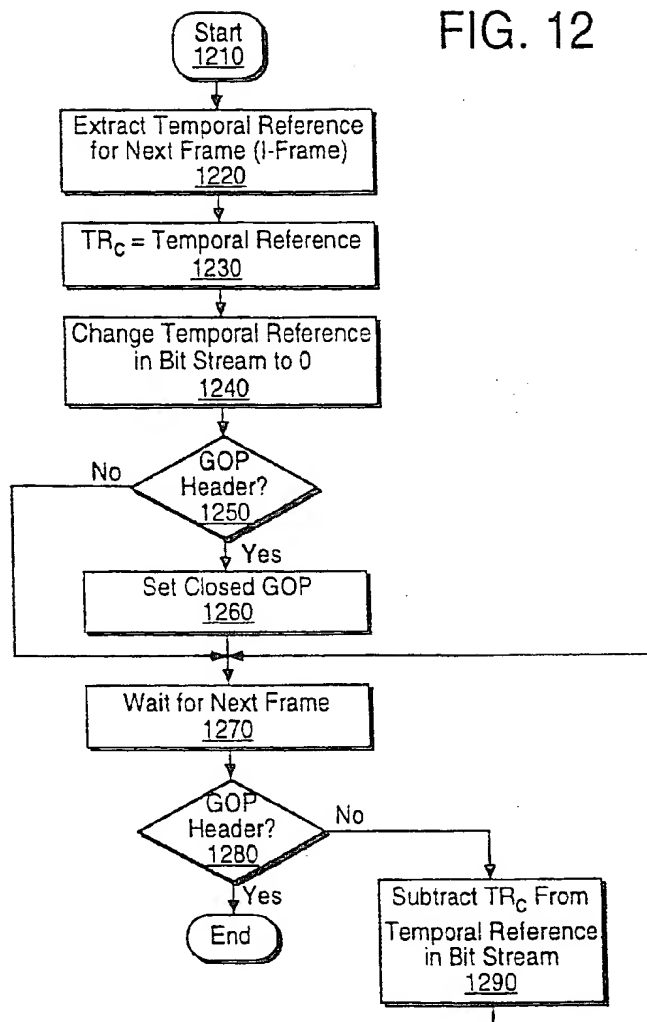 FIG. 12
Start
1210
Extract Temporal Reference
for Next Frame (I-Frame)
1220
TRC = Temporal Reference
1230
Change Temporal Reference
in Bit Stream to 0
1240
GOP
Header?
1250
No
Yes
Set Closed GOP
1260
Wait for Next Frame
1270
GOP
Header?
1280
No
Yes
End
Subtract TRC From
Temporal Reference
in Bit Stream
1290